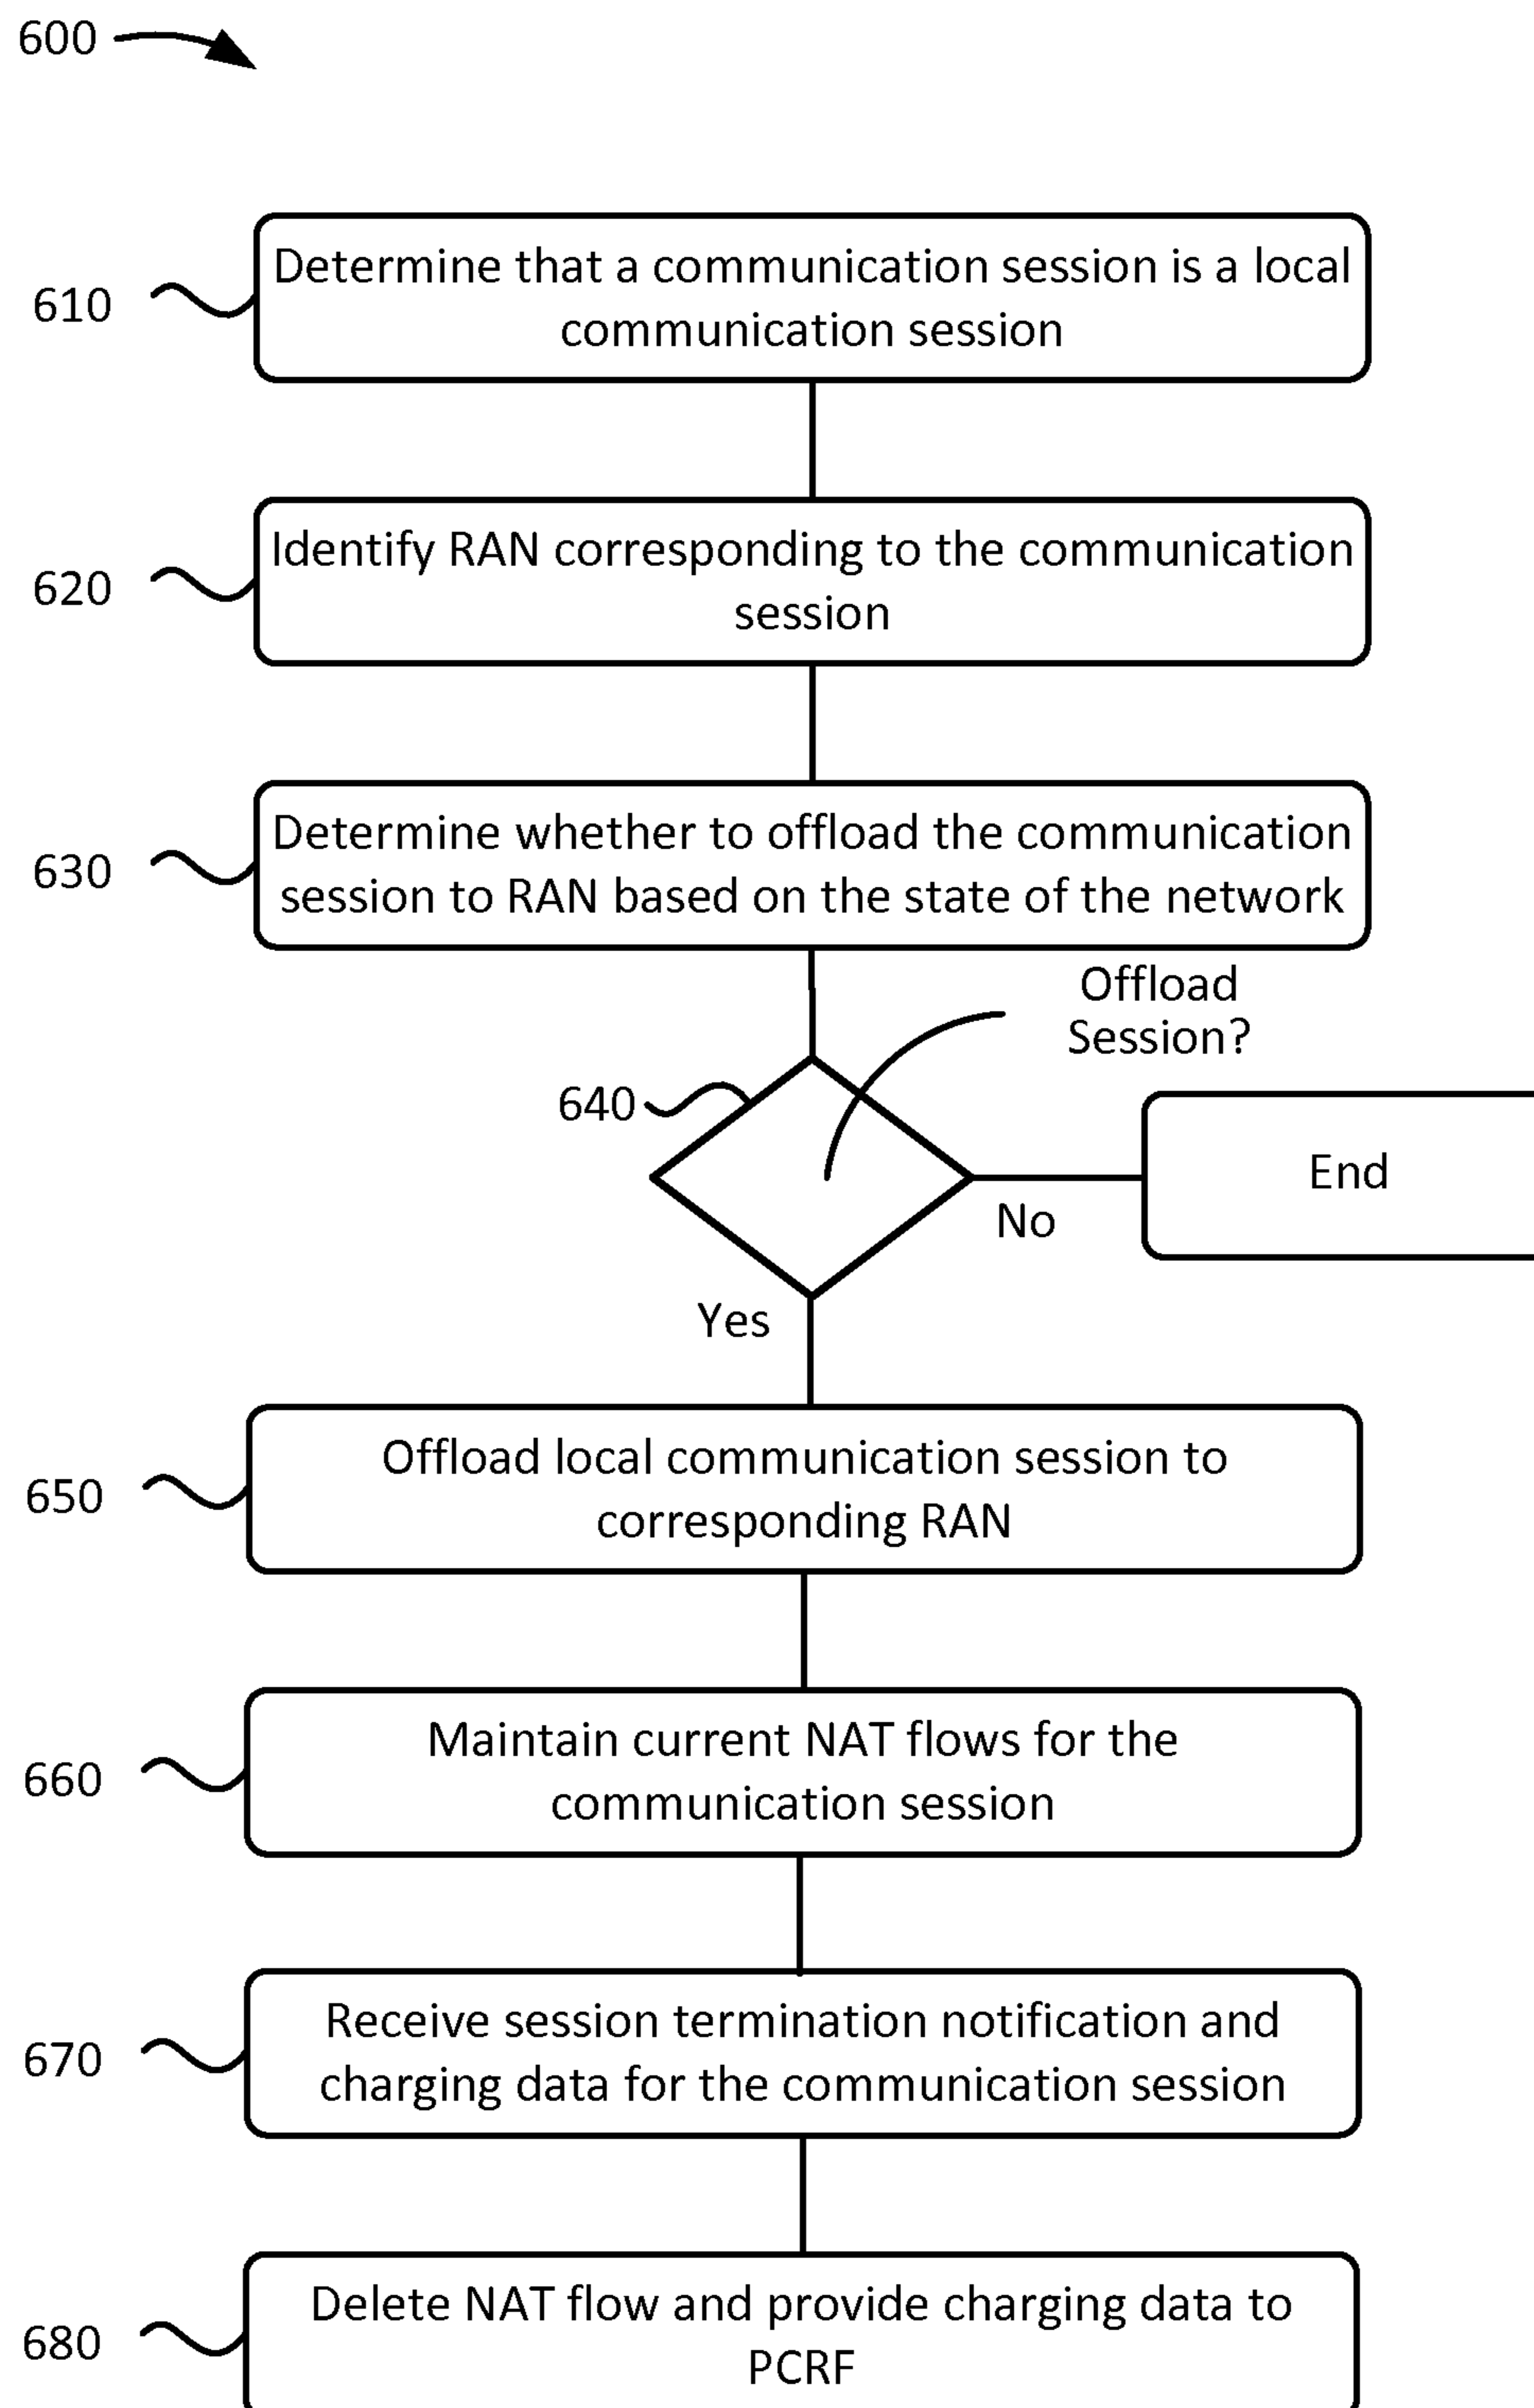 600
610
Determine that a communication session is a local
communication session
620
Identify RAN corresponding to the communication
session
630
Determine whether to offload the communication
session to RAN based on the state of the network
Offload
Session?
640
End
No
Yes
650
Offload local communication session to
corresponding RAN
660
Maintain current NAT flows for the
communication session
670
Receive session termination notification and
charging data for the communication session
680
Delete NAT flow and provide charging data to
PCRF